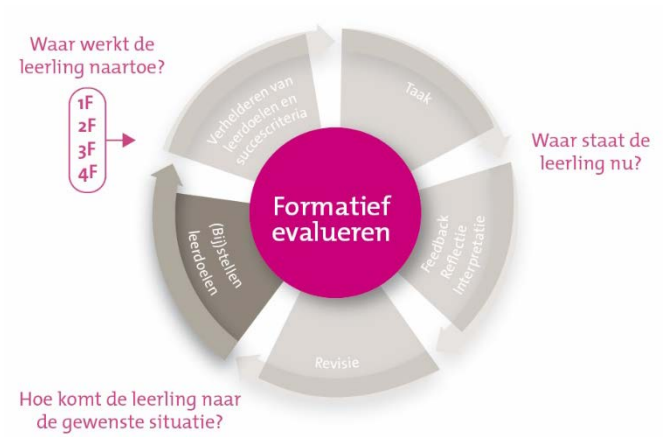 Waar werkt de
leerling naartoe?
1F
2F
3F
4F
Verhelderen van
leerdoelen en
succescriteria
Taak
Waar staat de
leerling nu?
Formatief
evalueren
Feedback
Reflectie
Interpretatie
(Bij)stellen
leerdoelen
Revisie
Hoe komt de leerling naar
de gewenste situatie?